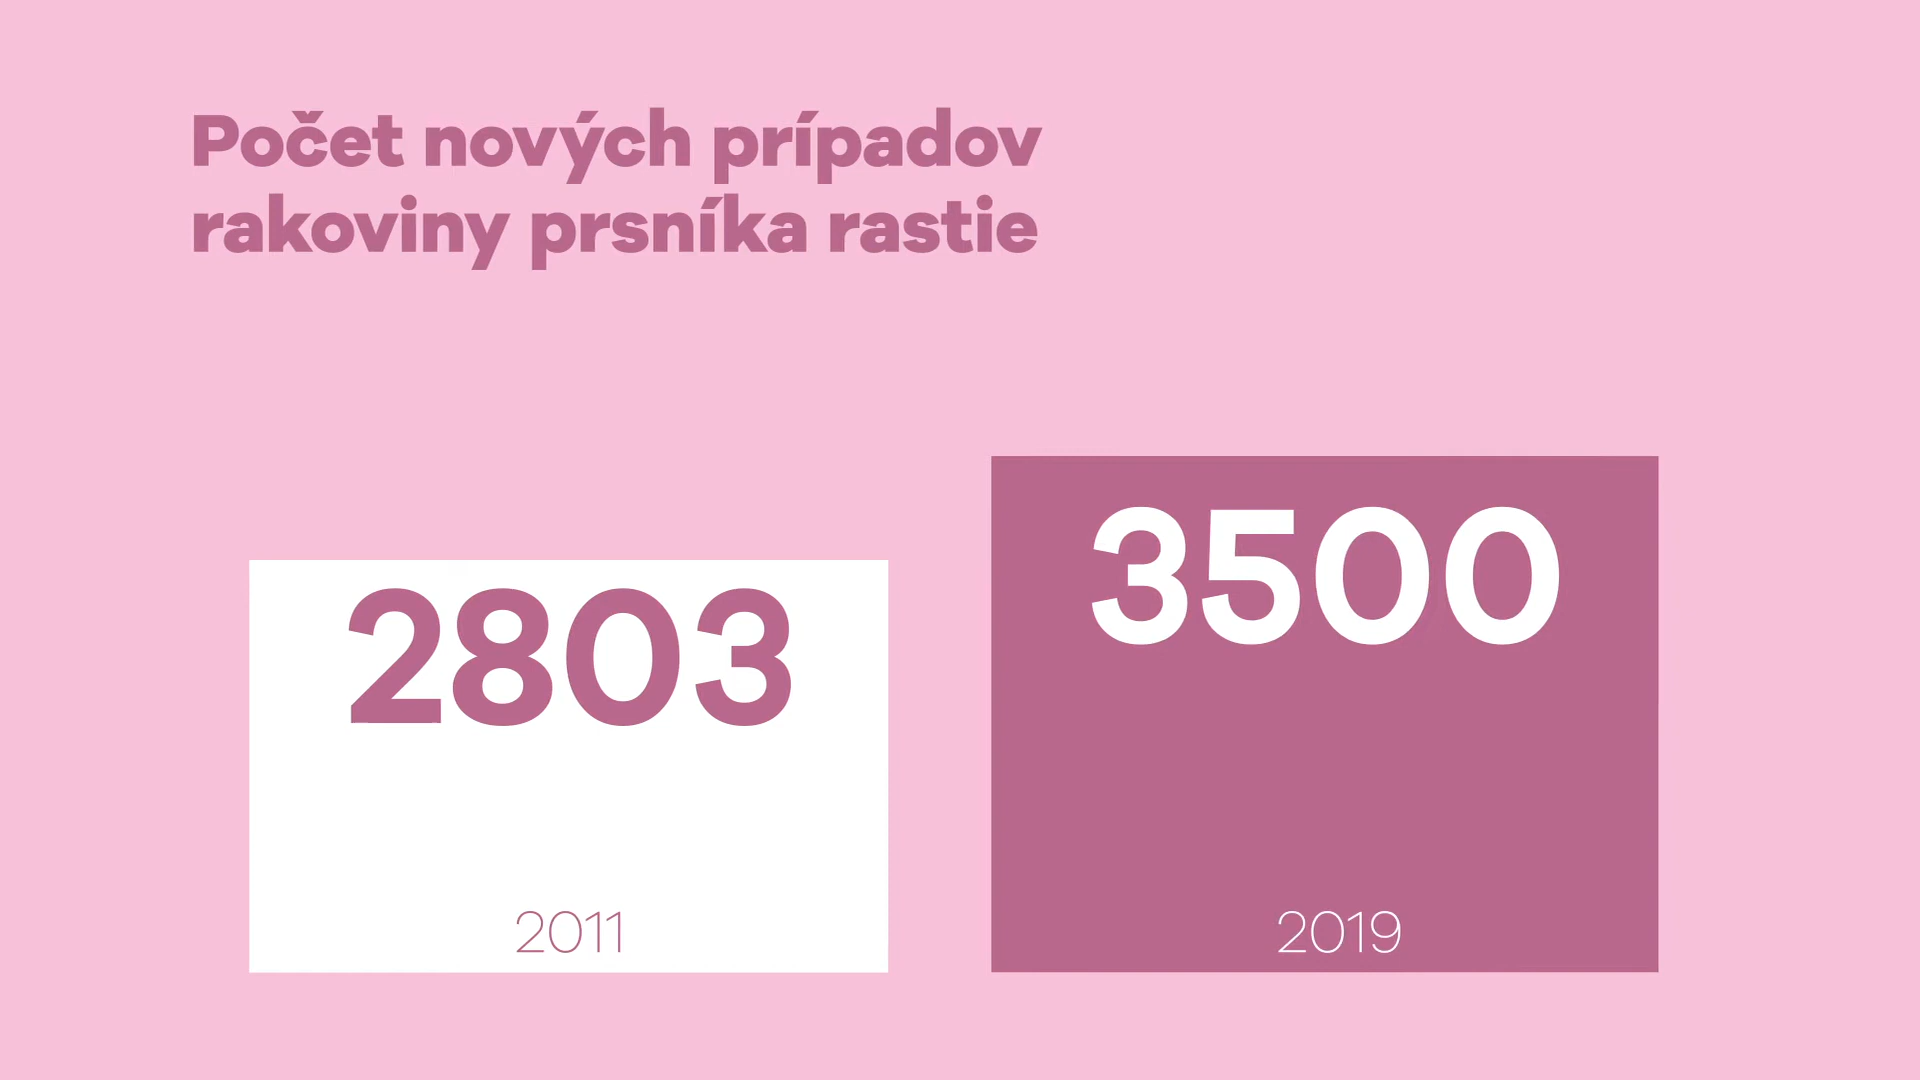 Počet nových prípadov
rakoviny prsníka rastie
3500
2803
2011
2019